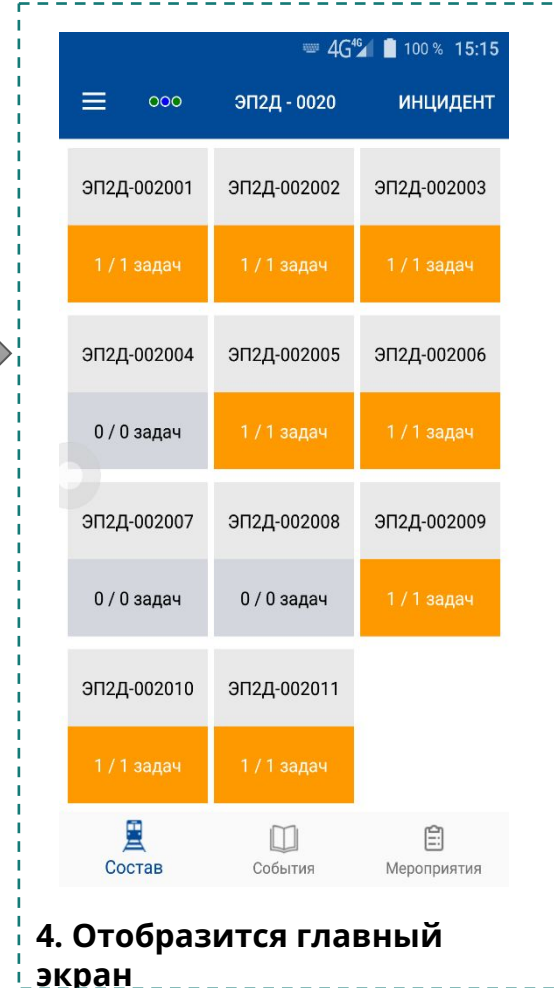 4G 4G 100 % 15:15
ЭП2Д - 0020 ИНЦИДЕНТ
ЭП2Д-002001 ЭП2Д-002002 ЭП2Д-002003
1 / 1 задач 1 / 1 задач 1 / 1 задач
ЭП2Д-002004 ЭП2Д-002005 ЭП2Д-002006
0 / 0 задач 1 / 1 задач 1 / 1 задач
ЭП2Д-002007 ЭП2Д-002008 ЭП2Д-002009
0 / 0 задач 0 / 0 задач 1 / 1 задач
ЭП2Д-002010 ЭП2Д-002011
1 / 1 задач 1 / 1 задач
Состав События Мероприятия
4. Отобразится главный
экран